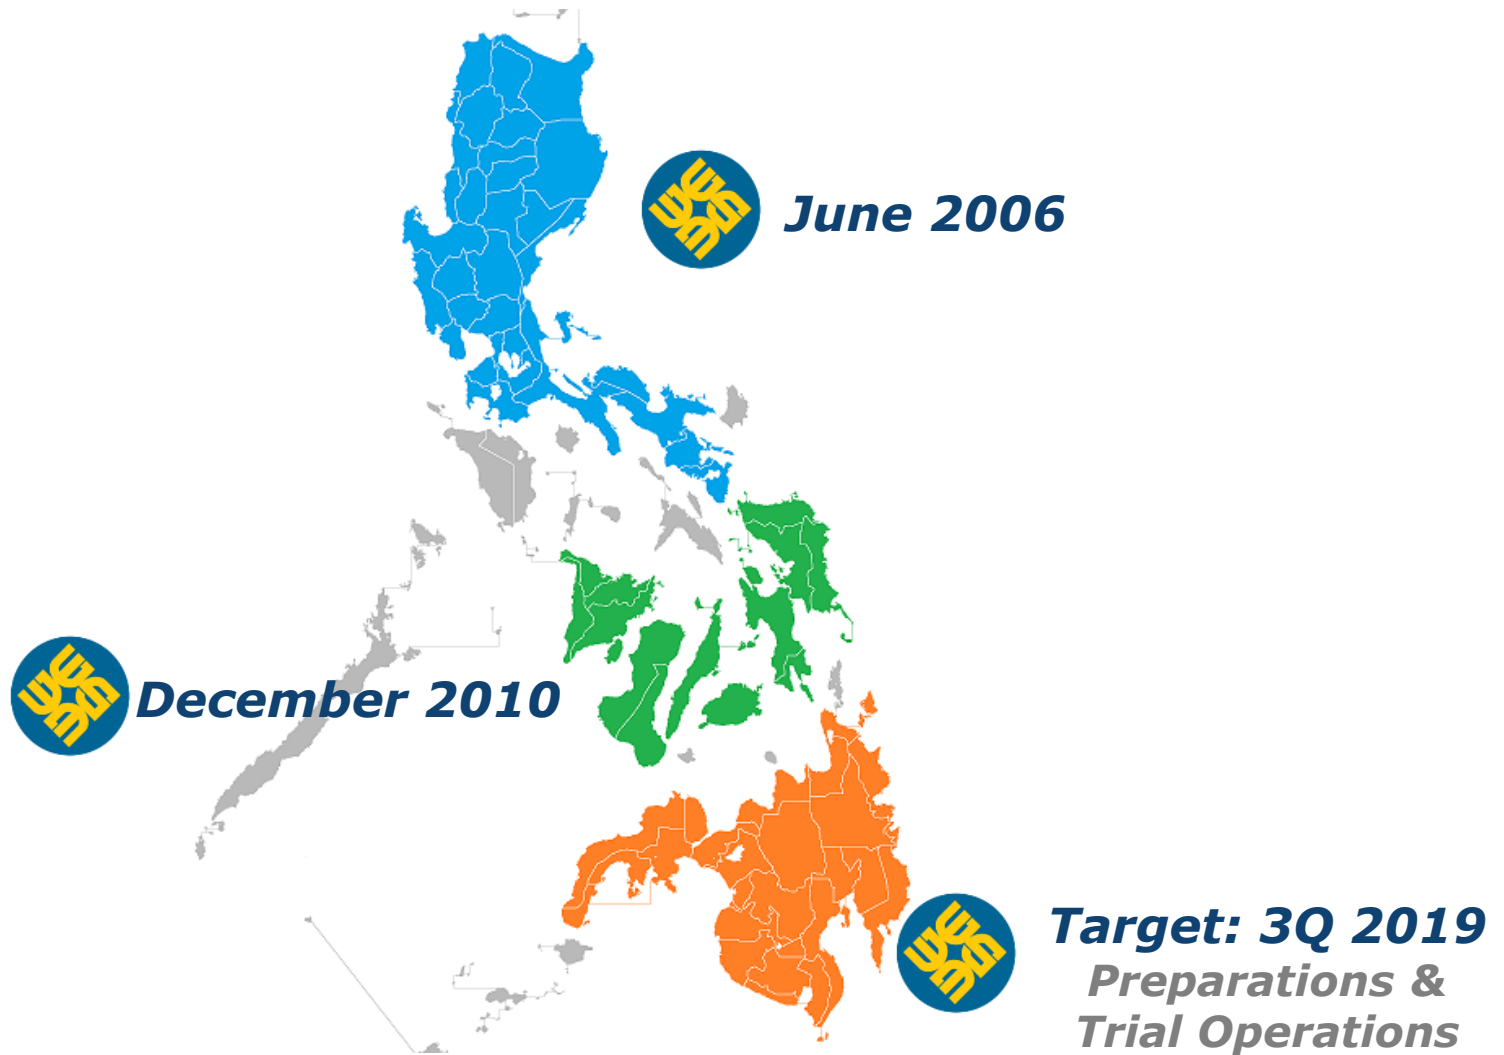 June 2006
December 2010
Target: 3Q 2019
Preparations &
Trial Operations